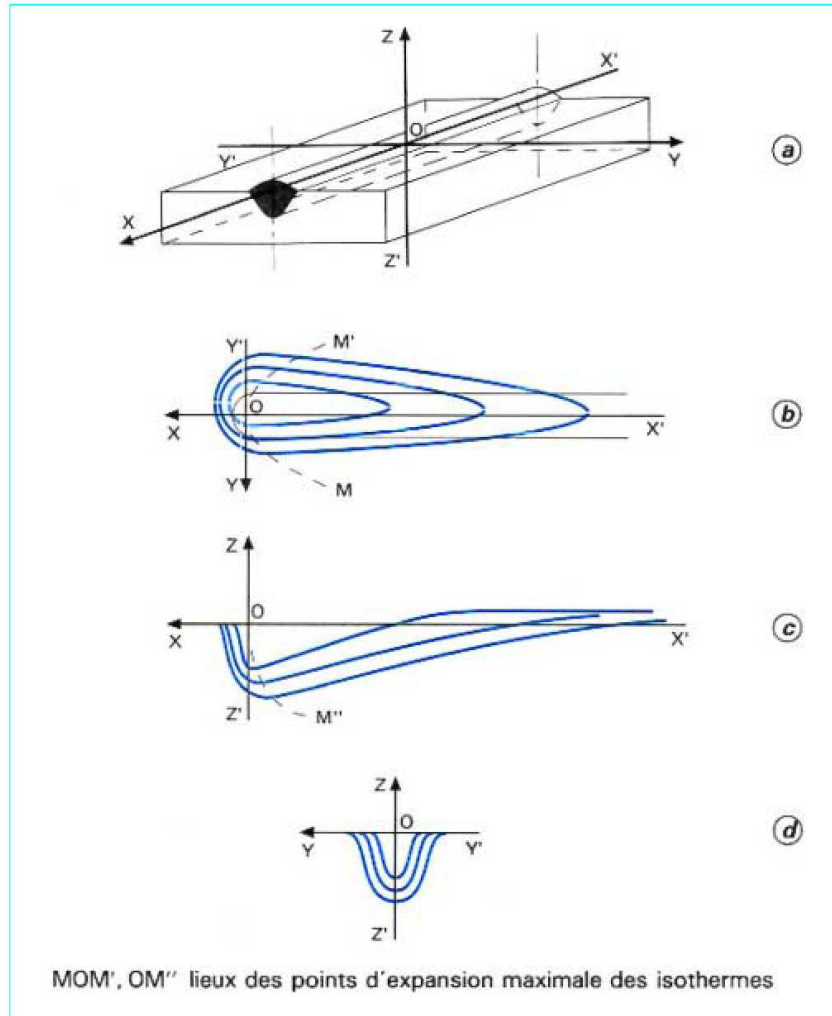 Z
X'
O
Y'
Y
a
X
Z'
Y'
M'
O
X
X'
b
Y
M
Z
O
X
X'
c
Z'
M''
Z
O
Y
Y'
d
Z'
MOM', OM'' lieux des points d'expansion maximale des isothermes